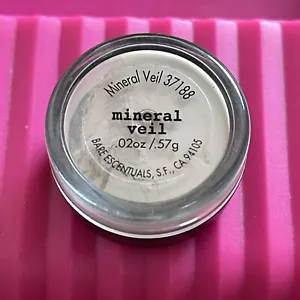 Mineral Veil 37188
mineral
veil
.02oz /.57g
BARE ESCENTUALS, S.F., CA 94105